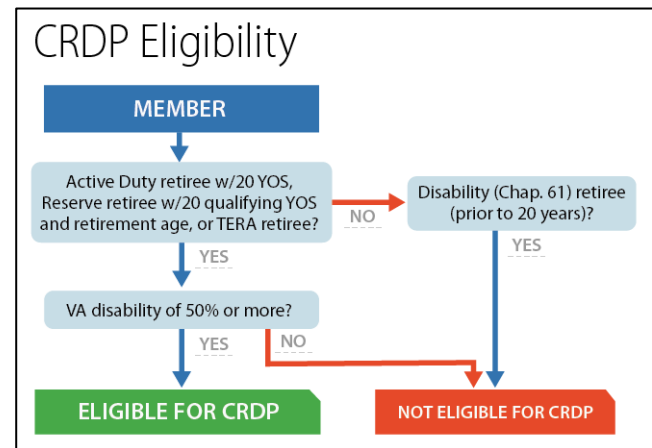 CRDP Eligibility
MEMBER
Active Duty retiree w/20 YOS,
Reserve retiree w/20 qualifying YOS
and retirement age, or TERA retiree?
NO
Disability (Chap. 61) retiree
(prior to 20 years)?
YES
YES
VA disability of 50% or more?
YES
NO
ELIGIBLE FOR CRDP
NOT ELIGIBLE FOR CRDP